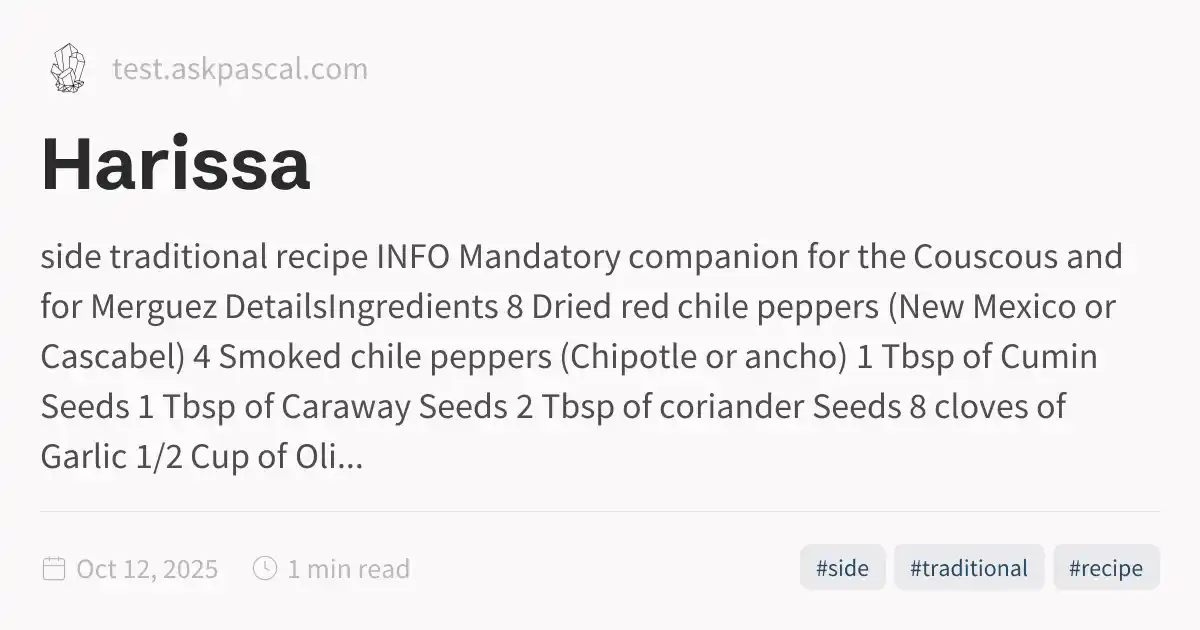 test.askpascal.com
Harissa
side traditional recipe INFO Mandatory companion for the Couscous and
for Merguez DetailsIngredients 8 Dried red chile peppers (New Mexico or
Cascabel) 4 Smoked chile peppers (Chipotle or ancho) 1 Tbsp of Cumin
Seeds 1 Tbsp of Caraway Seeds 2 Tbsp of coriander Seeds 8 cloves of
Garlic 1/2 Cup of Oli...
Oct 12, 2025 1 min read #side #traditional #recipe